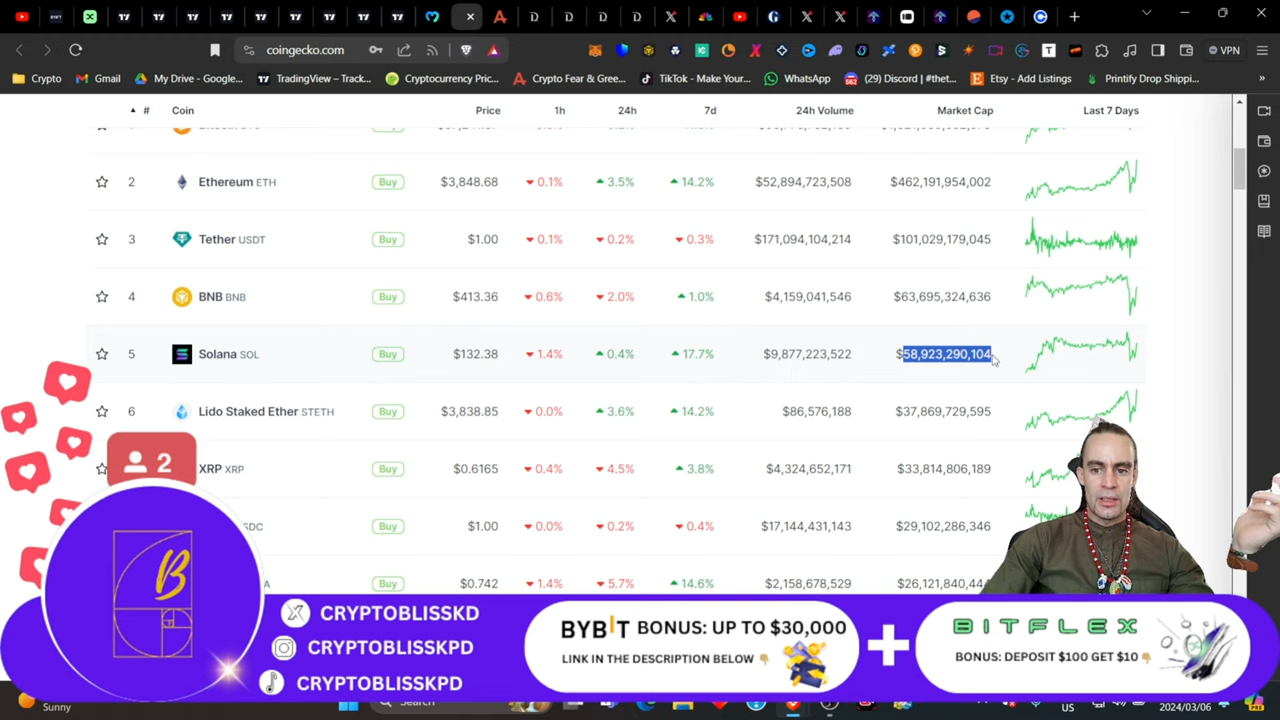 coingecko.com
VPN
Crypto
Gmail
My Drive - Google...
TradingView – Track...
Cryptocurrency Pric...
Crypto Fear & Gree...
TikTok - Make Your...
WhatsApp
(29) Discord | #thet...
Etsy - Add Listings
Printify Drop Shippi...
# Coin Price 1h 24h 7d 24h Volume Market Cap Last 7 Days
2 Ethereum ETH Buy $3,848.68 0.1% 3.5% 14.2% $52,894,723,508 $462,191,954,002
3 Tether USDT Buy $1.00 0.1% 0.2% 0.3% $171,094,104,214 $101,029,179,045
4 BNB BNB Buy $413.36 0.6% 2.0% 1.0% $4,159,041,546 $63,695,324,636
5 Solana SOL Buy $132.38 1.4% 0.4% 17.7% $9,877,223,522 $58,923,290,104
6 Lido Staked Ether STETH Buy $3,838.85 0.0% 3.6% 14.2% $86,576,188 $37,869,729,595
2
XRP XRP Buy $0.6165 0.4% 4.5% 3.8% $4,324,652,171 $33,814,806,189
Buy $1.00 0.0% 0.2% 0.4% $17,144,431,143 $29,102,286,346
Buy $0.742 1.4% 5.7% 14.6% $2,158,678,529
B
CRYPTOBLISSKD
CRYPTOBLISSKPD
CRYPTOBLISSKPD
BYBIT BONUS: UP TO $30,000
LINK IN THE DESCRIPTION BELOW
BITFLEX
BONUS: DEPOSIT $100 GET $10
Sunny
Search
US
2024/03/06